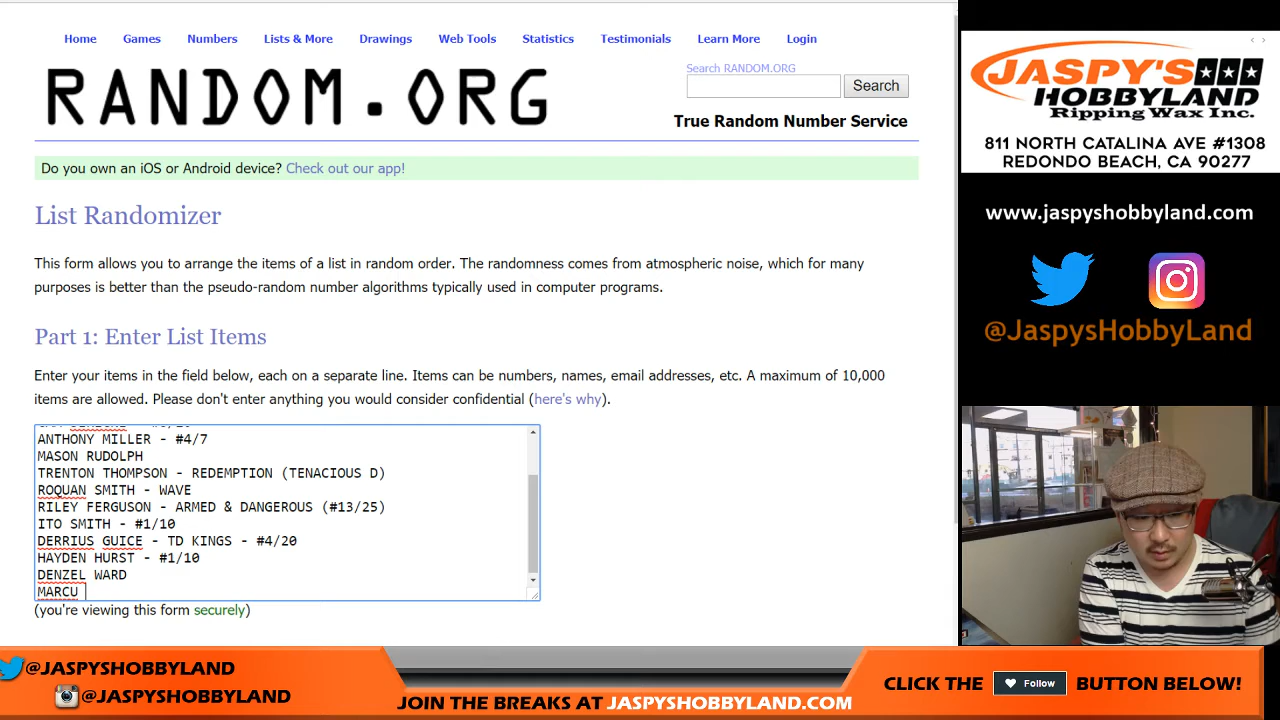 Home Games Numbers Lists & More Drawings Web Tools Statistics Testimonials Learn More Login
RANDOM.ORG
Search RANDOM.ORG
Search
True Random Number Service
Do you own an iOS or Android device? Check out our app!
List Randomizer
This form allows you to arrange the items of a list in random order. The randomness comes from atmospheric noise, which for many
purposes is better than the pseudo-random number algorithms typically used in computer programs.
Part 1: Enter List Items
Enter your items in the field below, each on a separate line. Items can be numbers, names, email addresses, etc. A maximum of 10,000
items are allowed. Please don't enter anything you would consider confidential (here's why).
ANTHONY MILLER - #4/7
MASON RUDOLPH
TRENTON THOMPSON - REDEMPTION (TENACIOUS D)
ROQUAN SMITH - WAVE
RILEY FERGUSON - ARMED & DANGEROUS (#13/25)
ITO SMITH - #1/10
DERRIUS GUICE - TD KINGS - #4/20
HAYDEN HURST - #1/10
DENZEL WARD
MARCU
(you're viewing this form securely)
JASPY'S
HOBBYLAND
Ripping Wax Inc.
811 NORTH CATALINA AVE #1308
REDONDO BEACH, CA 90277
www.jaspyshobbyland.com
@JaspysHobbyLand
@JASPYSHOBBYLAND
@JASPYSHOBBYLAND
JOIN THE BREAKS AT JASPYSHOBBYLAND.COM
CLICK THE Follow BUTTON BELOW!